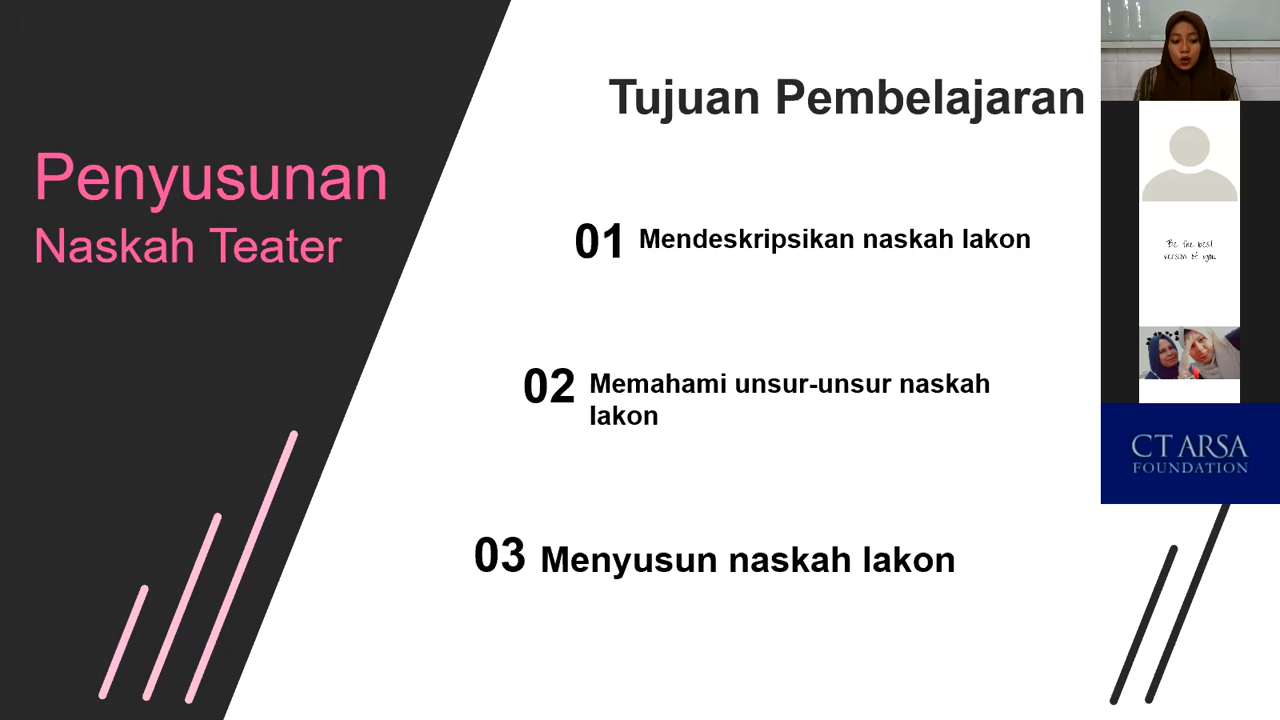 Penyusunan
Naskah Teater
Tujuan Pembelajaran
01 Mendeskripsikan naskah lakon
02 Memahami unsur-unsur naskah
lakon
03 Menyusun naskah lakon
Be the best
version of you
CT ARSA
FOUNDATION